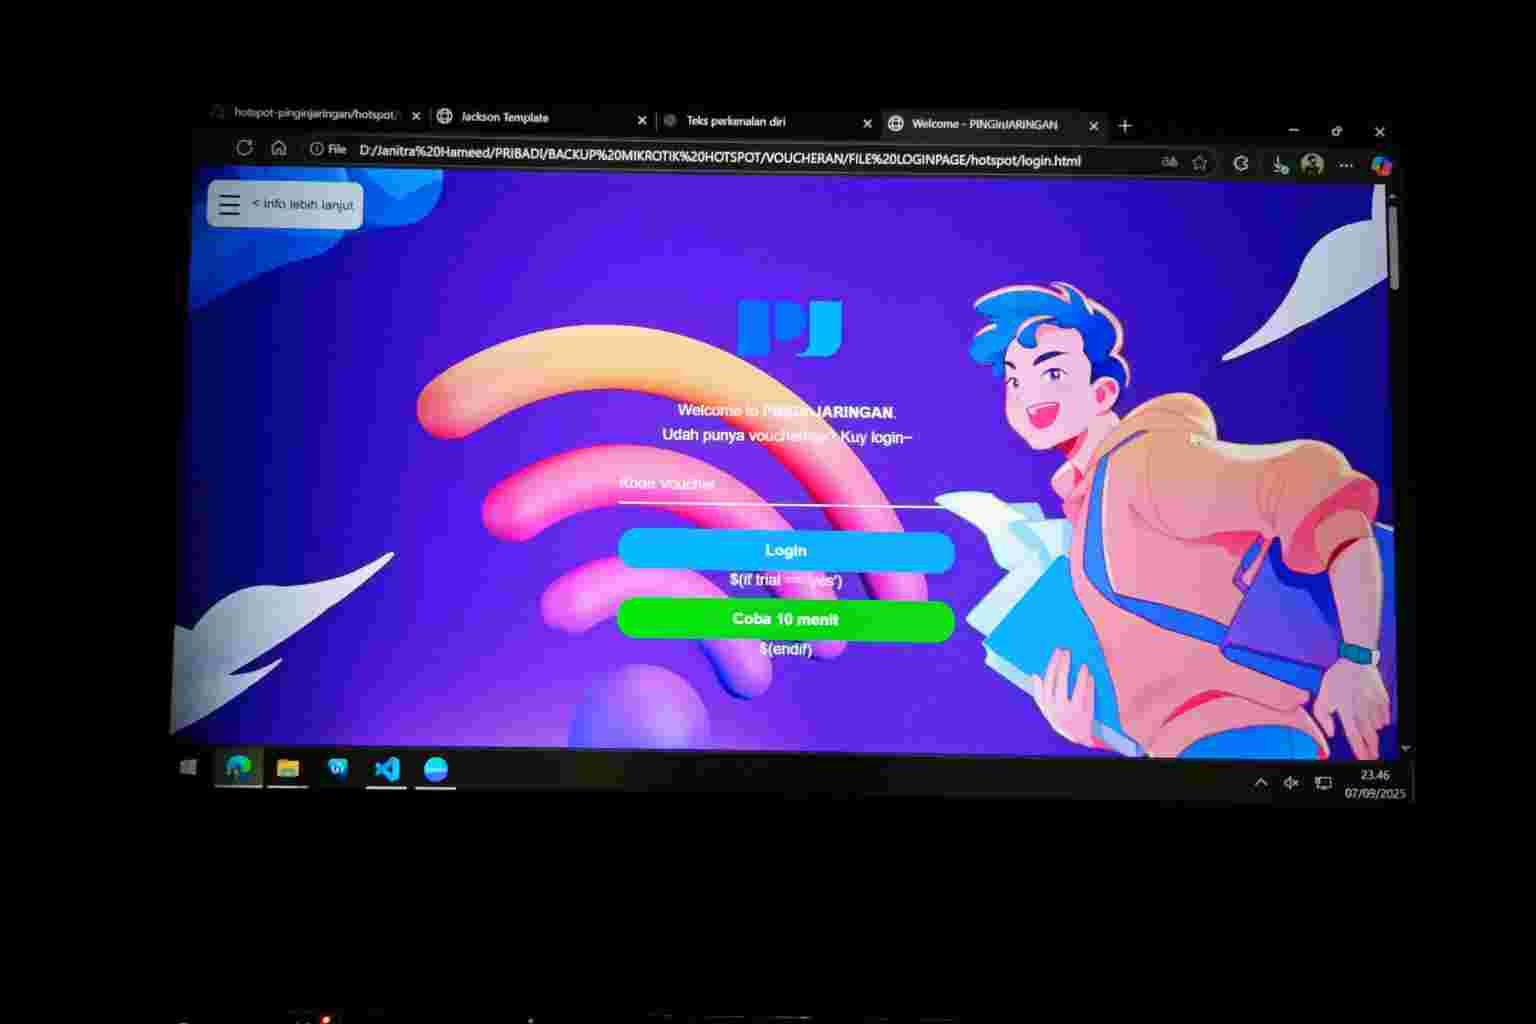 hotspot-pinginjaringan/hotspot/
Jackson Template
Teks perkenalan diri
Welcome - PINGinJARINGAN
File
D:/Janitra%20Hameed/PRIBADI/BACKUP%20MIKROTIK%20HOTSPOT/VOUCHERAN/FILE%20LOGINPAGE/hotspot/login.html
< Info lebih lanjut
PJ
Welcome to PINGinJARINGAN.
Udah punya vouchernya? Kuy login~
Kode Voucher
Login
$(if trial == 'yes')
Coba 10 menit
$(endif)
23.46
07/09/2025